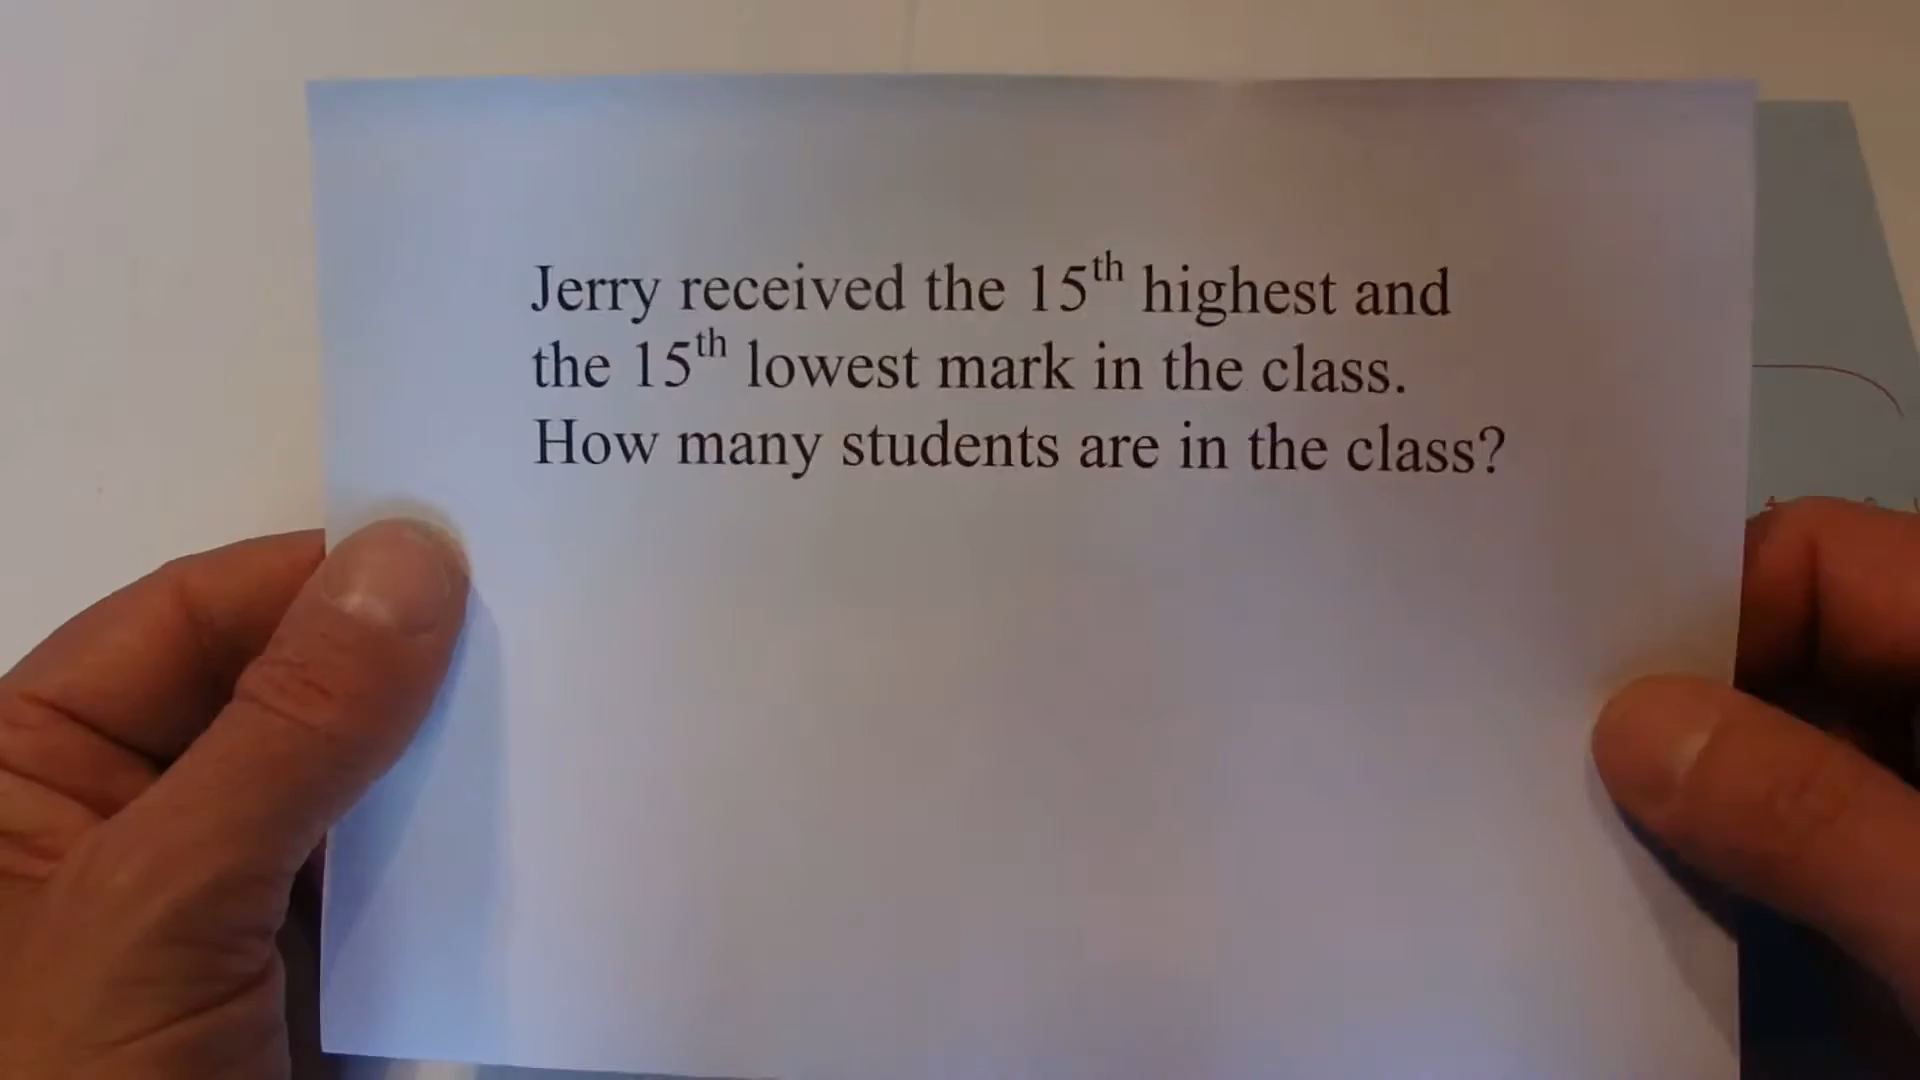 Jerry received the 15th highest and
the 15th lowest mark in the class.
How many students are in the class?